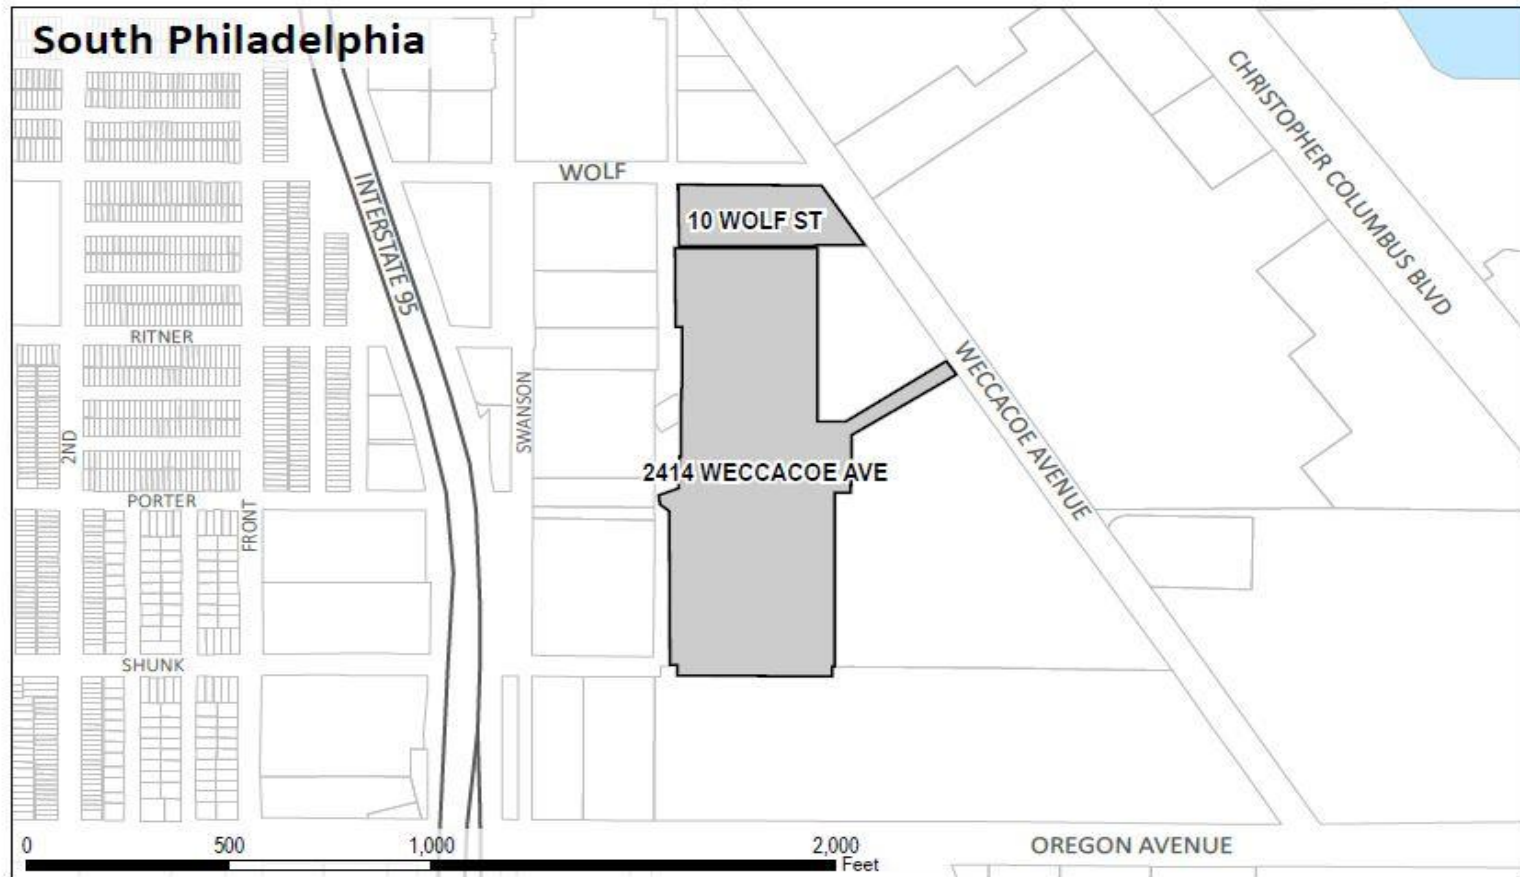 South Philadelphia
CHRISTOPHER COLUMBUS BLVD
WOLF
INTERSTATE 95
10 WOLF ST
RITNER
WECCACOE AVENUE
SWANSON
2ND
2414 WECCACOE AVE
PORTER
FRONT
SHUNK
0 500 1,000 2,000
Feet
OREGON AVENUE